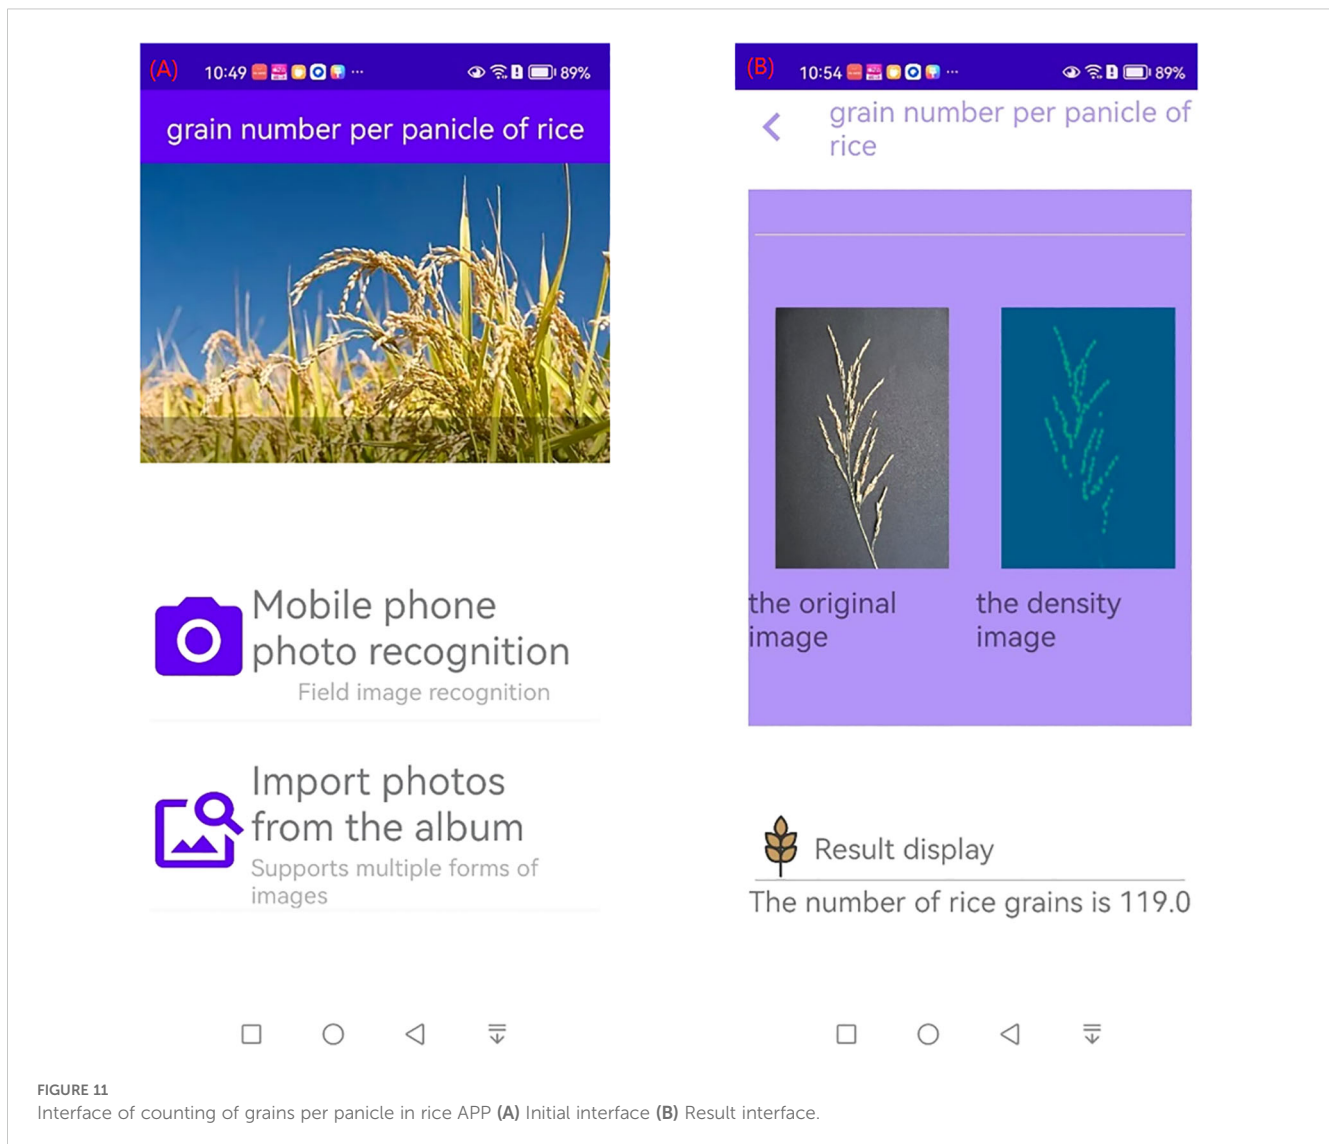 (A) 10:49 ... 89%
grain number per panicle of rice
Mobile phone
photo recognition
Field image recognition
Import photos
from the album
Supports multiple forms of
images
(B) 10:54 ... 89%
grain number per panicle of
rice
the original
image
the density
image
Result display
The number of rice grains is 119.0
FIGURE 11
Interface of counting of grains per panicle in rice APP (A) Initial interface (B) Result interface.